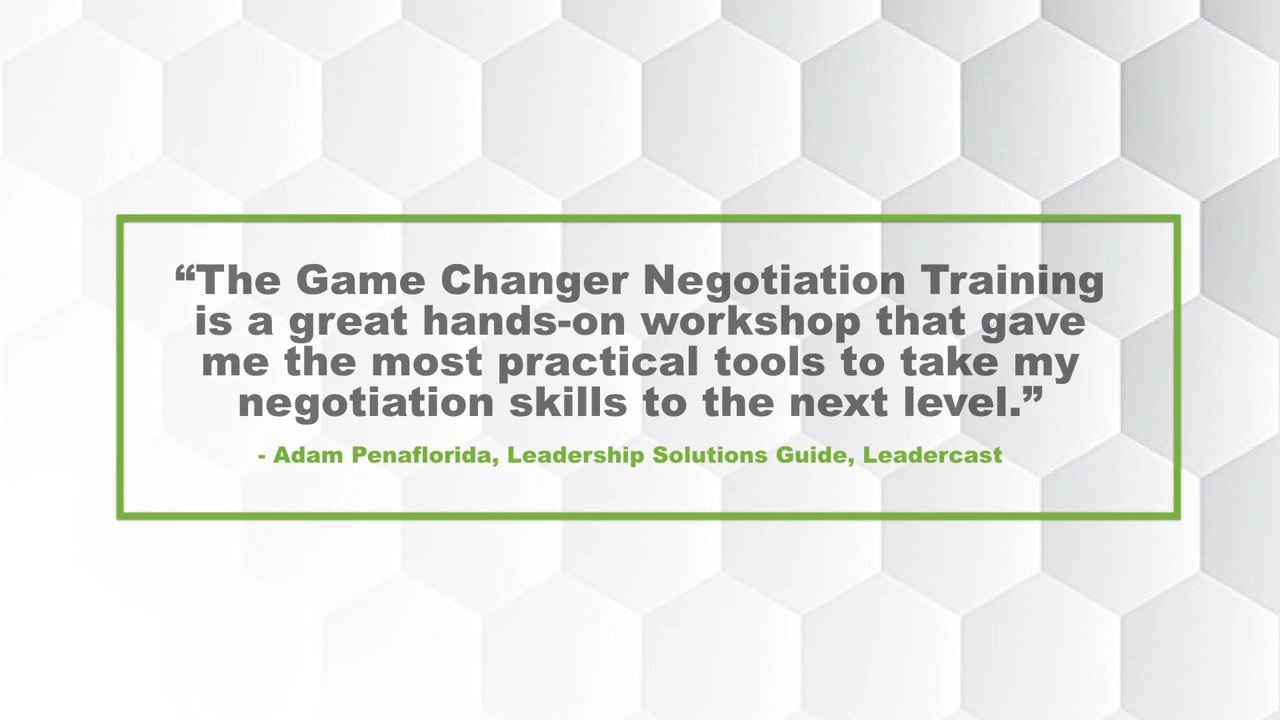 “The Game Changer Negotiation Training
is a great hands-on workshop that gave
me the most practical tools to take my
negotiation skills to the next level.”
- Adam Penaflorida, Leadership Solutions Guide, Leadercast